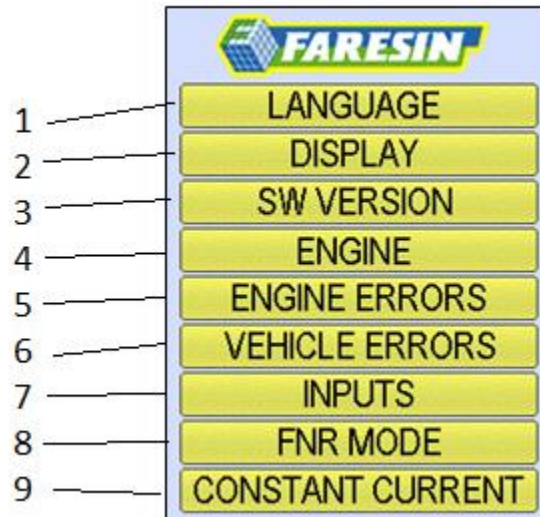 FARESIN
1 LANGUAGE
2 DISPLAY
3 SW VERSION
4 ENGINE
5 ENGINE ERRORS
6 VEHICLE ERRORS
7 INPUTS
8 FNR MODE
9 CONSTANT CURRENT